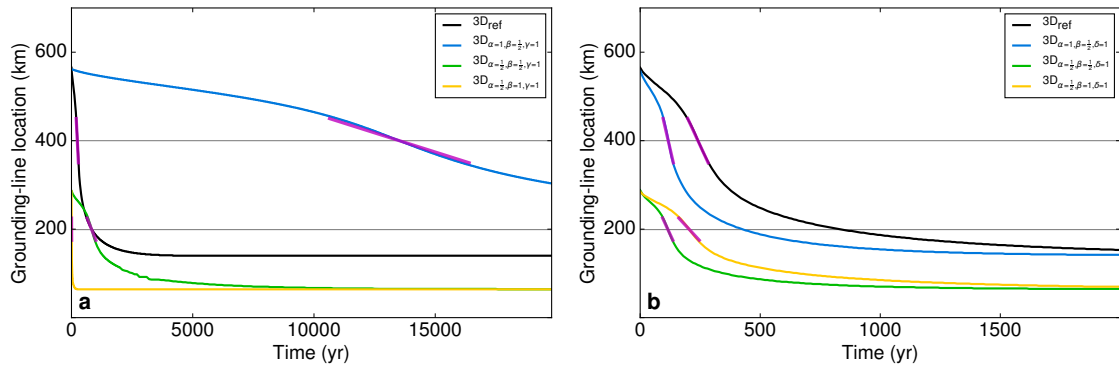 Grounding-line location (km)
600
400
200
0
5000
10000
15000
Time (yr)
a
3D_ref
3D_α=1,β=½,γ=1
3D_α=½,β=½,γ=1
3D_α=½,β=1,γ=1
Grounding-line location (km)
600
400
200
0
500
1000
1500
Time (yr)
b
3D_ref
3D_α=1,β=½,δ=1
3D_α=½,β=½,δ=1
3D_α=½,β=1,δ=1